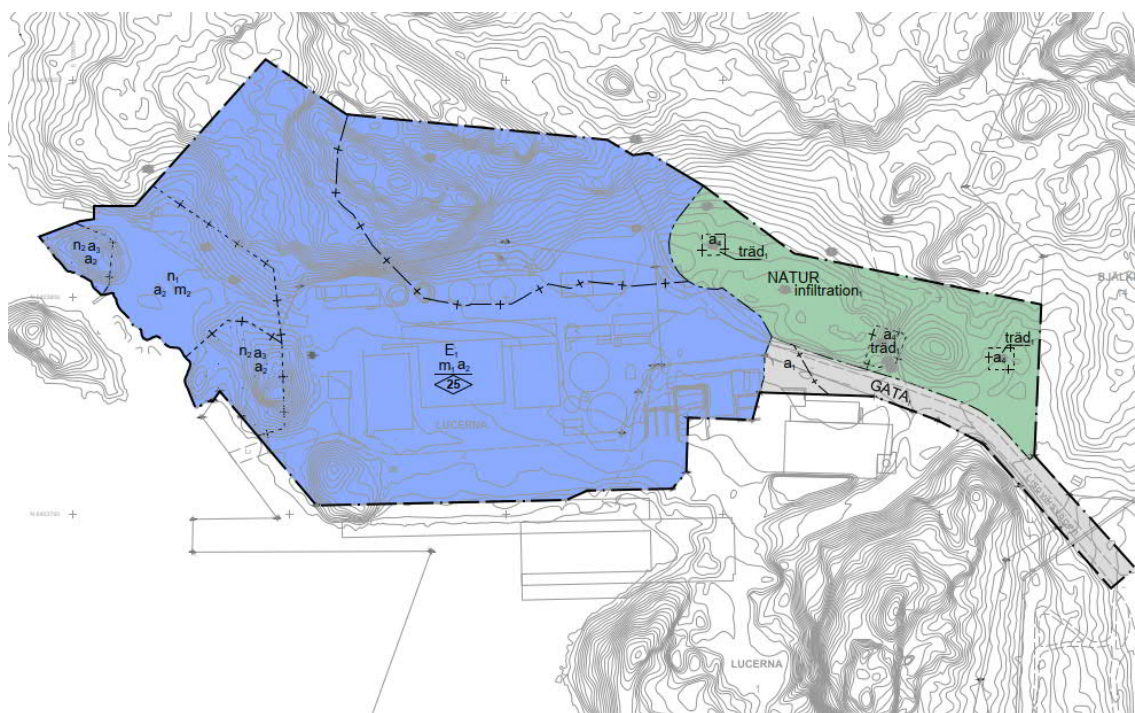 n₂ a₃
a₂
n₁
a₂ m₂
n₂ a₃
a₂
E₁
m₁ a₂
25
LUCERNA
a₄
träd₁
NATUR
infiltration₁
a₄
träd₁
träd₁
a₄
a₁
GATA₁
LUCERNA
1